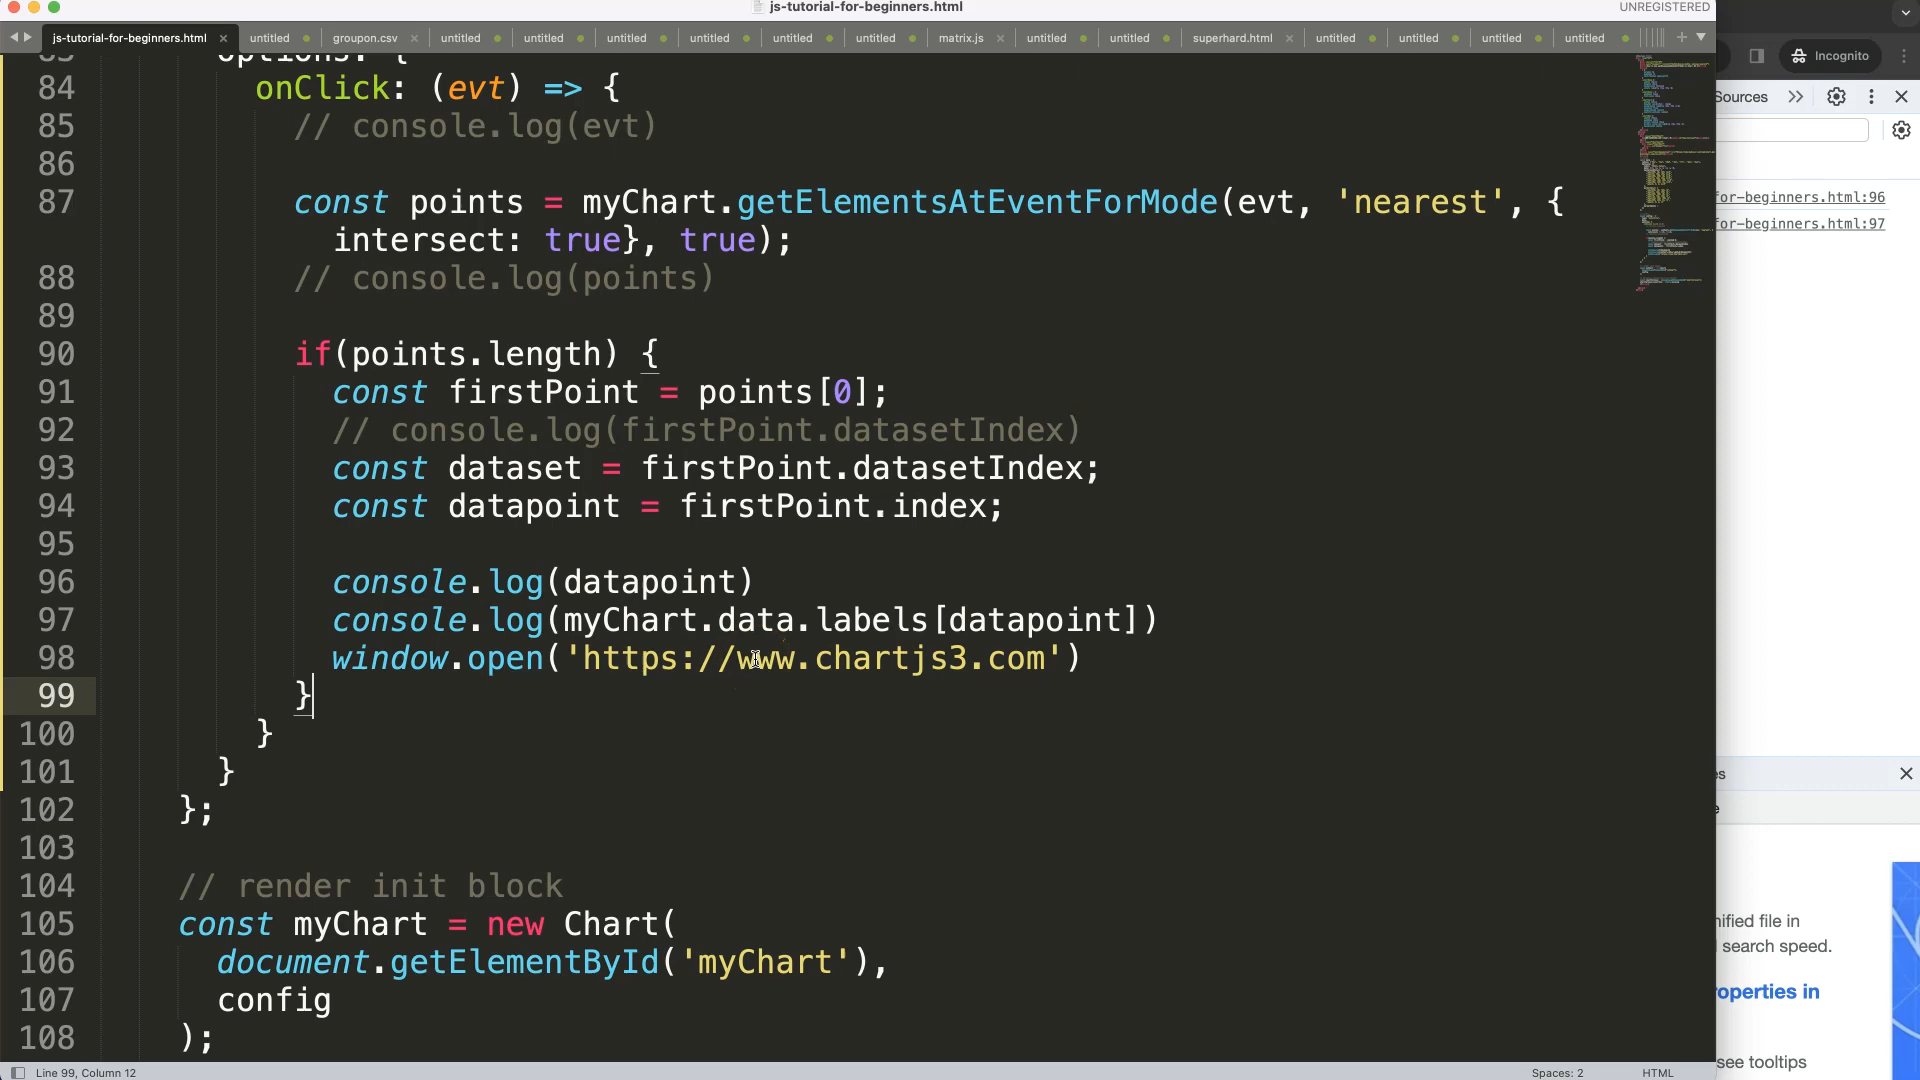 js-tutorial-for-beginners.html
UNREGISTERED
js-tutorial-for-beginners.html × untitled groupon.csv × untitled untitled untitled untitled untitled untitled matrix.js × untitled untitled superhard.html × untitled untitled untitled untitled
Incognito
Sources
options: {
84 onClick: (evt) => {
85 // console.log(evt)
86
87 const points = myChart.getElementsAtEventForMode(evt, 'nearest', {
intersect: true}, true);
88 // console.log(points)
89
90 if(points.length) {
91 const firstPoint = points[0];
92 // console.log(firstPoint.datasetIndex)
93 const dataset = firstPoint.datasetIndex;
94 const datapoint = firstPoint.index;
95
96 console.log(datapoint)
97 console.log(myChart.data.labels[datapoint])
98 window.open('https://www.chartjs3.com')
99 }
100 }
101 }
102 };
103
104 // render init block
105 const myChart = new Chart(
106 document.getElementById('myChart'),
107 config
108 );
for-beginners.html:96
for-beginners.html:97
nified file in
search speed.
roperties in
see tooltips
Line 99, Column 12
Spaces: 2
HTML